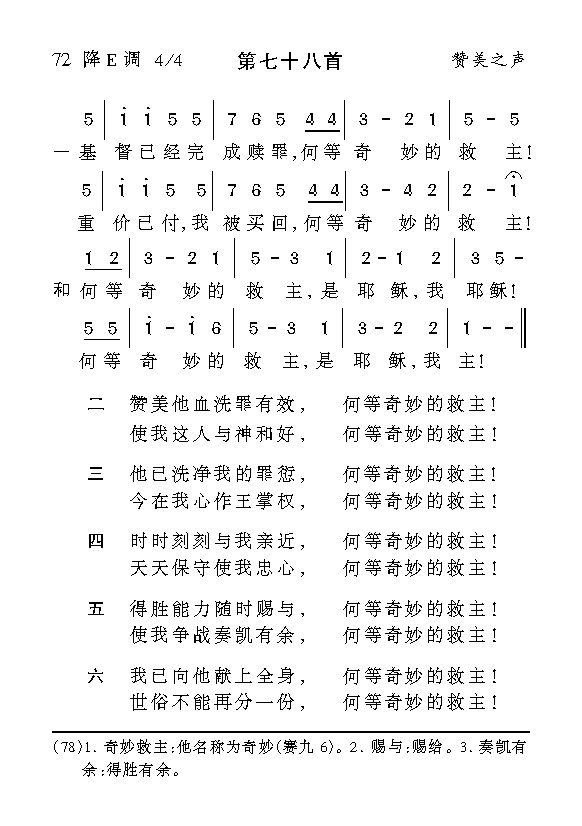 72 降E调 4/4 第七十八首 赞美之声
5 | i i 5 5 | 7 6 5 4 4 | 3 - 2 1 | 5 - 5
一 基 督已经完 成赎罪,何等 奇 妙的 救 主!
5 | i i 5 5 | 7 6 5 4 4 | 3 - 4 2 | 2 - i
重 价已付,我 被买回,何等 奇 妙的 救 主!
1 2 | 3 - 2 1 | 5 - 3 1 | 2 - 1 2 | 3 5 -
和 何等 奇 妙的 救 主,是 耶 稣,我 耶稣!
5 5 | i - i 6 | 5 - 3 1 | 3 - 2 2 | 1 - - ‖
何等 奇 妙的 救 主,是 耶 稣,我 主!
二 赞美他血洗罪有效, 何等奇妙的救主!
使我这人与神和好, 何等奇妙的救主!
三 他已洗净我的罪愆, 何等奇妙的救主!
今在我心作王掌权, 何等奇妙的救主!
四 时时刻刻与我亲近, 何等奇妙的救主!
天天保守使我忠心, 何等奇妙的救主!
五 得胜能力随时赐与, 何等奇妙的救主!
使我争战奏凯有余, 何等奇妙的救主!
六 我已向他献上全身, 何等奇妙的救主!
世俗不能再分一份, 何等奇妙的救主!
(78)1. 奇妙救主:他名称为奇妙(赛九 6)。2. 赐与:赐给。3. 奏凯有
余:得胜有余。